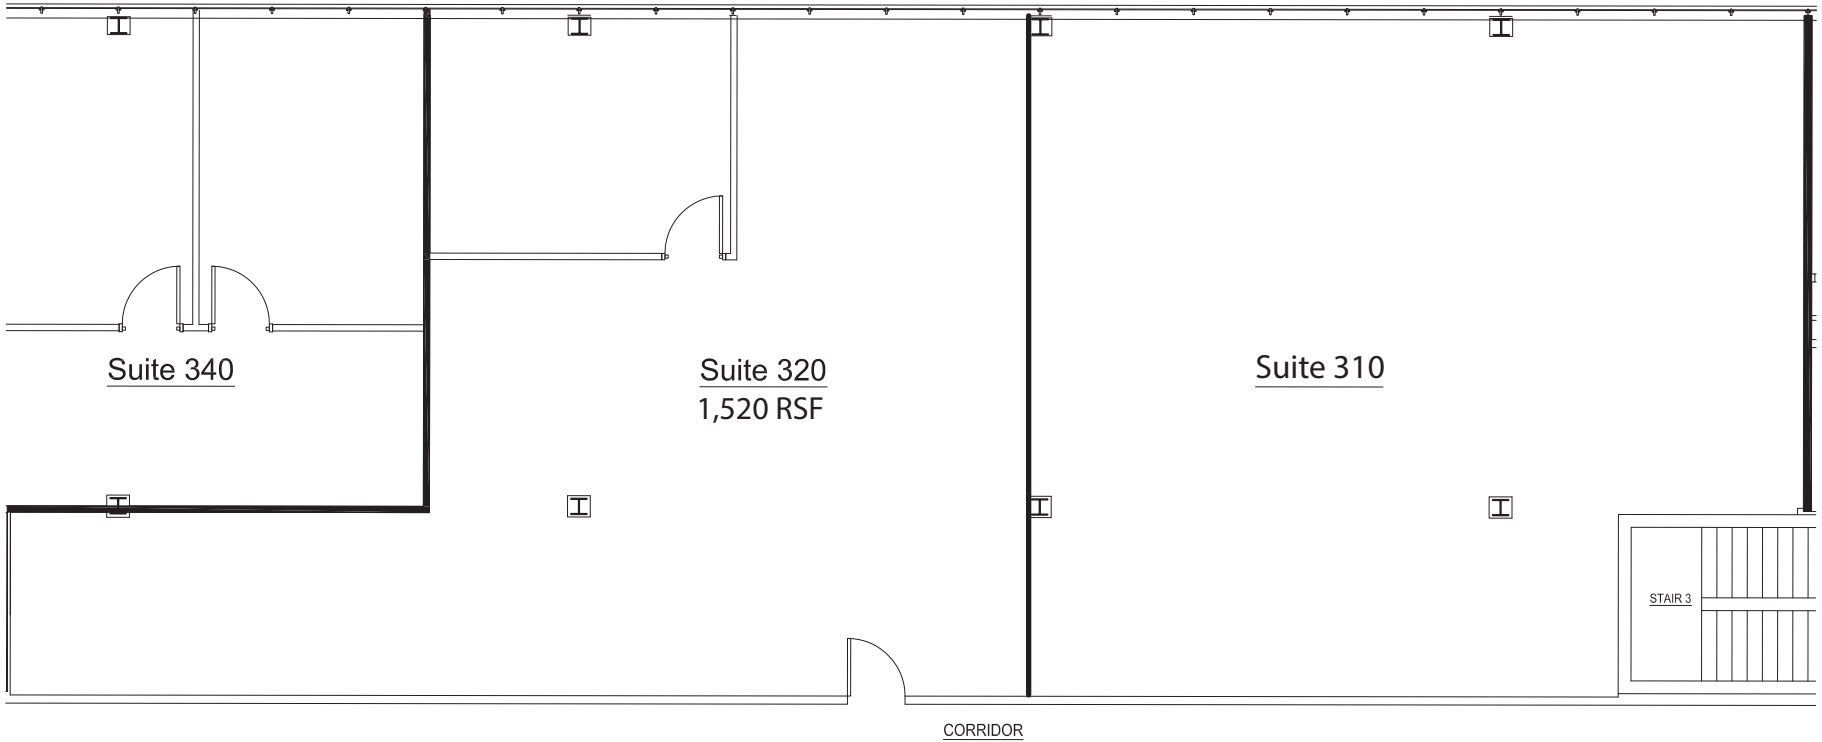 Suite 340
Suite 320
1,520 RSF
Suite 310
STAIR 3
CORRIDOR